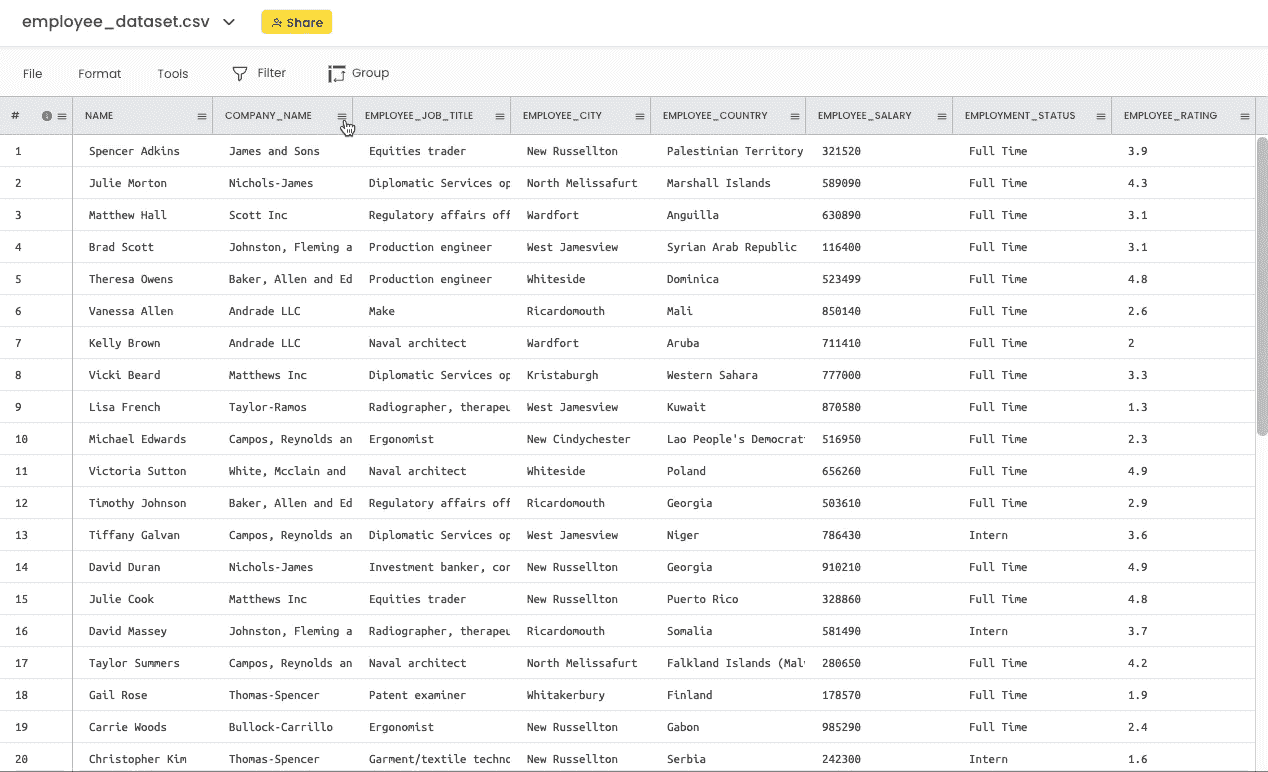 employee_dataset.csv Share
File Format Tools Filter Group
# NAME COMPANY_NAME EMPLOYEE_JOB_TITLE EMPLOYEE_CITY EMPLOYEE_COUNTRY EMPLOYEE_SALARY EMPLOYMENT_STATUS EMPLOYEE_RATING
1 Spencer Adkins James and Sons Equities trader New Russellton Palestinian Territory 321520 Full Time 3.9
2 Julie Morton Nichols-James Diplomatic Services op North Melissafurt Marshall Islands 589090 Full Time 4.3
3 Matthew Hall Scott Inc Regulatory affairs off Wardfort Anguilla 630890 Full Time 3.1
4 Brad Scott Johnston, Fleming a Production engineer West Jamesview Syrian Arab Republic 116400 Full Time 3.1
5 Theresa Owens Baker, Allen and Ed Production engineer Whiteside Dominica 523499 Full Time 4.8
6 Vanessa Allen Andrade LLC Make Ricardomouth Mali 850140 Full Time 2.6
7 Kelly Brown Andrade LLC Naval architect Wardfort Aruba 711410 Full Time 2
8 Vicki Beard Matthews Inc Diplomatic Services op Kristaburgh Western Sahara 777000 Full Time 3.3
9 Lisa French Taylor-Ramos Radiographer, therapeu West Jamesview Kuwait 870580 Full Time 1.3
10 Michael Edwards Campos, Reynolds an Ergonomist New Cindychester Lao People's Democrat 516950 Full Time 2.3
11 Victoria Sutton White, Mcclain and Naval architect Whiteside Poland 656260 Full Time 4.9
12 Timothy Johnson Baker, Allen and Ed Regulatory affairs off Ricardomouth Georgia 503610 Full Time 2.9
13 Tiffany Galvan Campos, Reynolds an Diplomatic Services op West Jamesview Niger 786430 Intern 3.6
14 David Duran Nichols-James Investment banker, cor New Russellton Georgia 910210 Full Time 4.9
15 Julie Cook Matthews Inc Equities trader New Russellton Puerto Rico 328860 Full Time 4.8
16 David Massey Johnston, Fleming a Radiographer, therapeu Ricardomouth Somalia 581490 Intern 3.7
17 Taylor Summers Campos, Reynolds an Naval architect North Melissafurt Falkland Islands (Mal 280650 Full Time 4.2
18 Gail Rose Thomas-Spencer Patent examiner Whitakerbury Finland 178570 Full Time 1.9
19 Carrie Woods Bullock-Carrillo Ergonomist New Russellton Gabon 985290 Full Time 2.4
20 Christopher Kim Thomas-Spencer Garment/textile techno New Russellton Serbia 242300 Intern 1.6